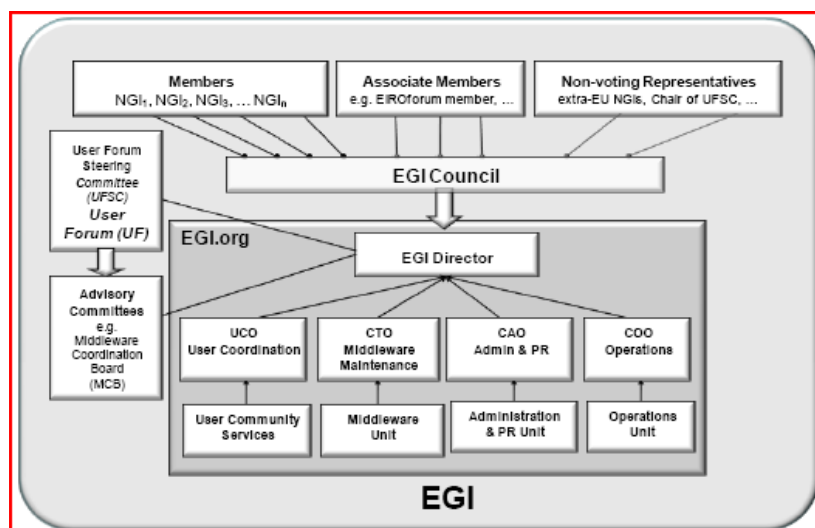 Members
NGI1, NGI2, NGI3, ... NGIn
Associate Members
e.g. EIROforum member, ...
Non-voting Representatives
extra-EU NGIs, Chair of UFSC, ...
User Forum
Steering
Committee
(UFSC)
User
Forum (UF)
EGI Council
EGI.org
EGI Director
Advisory
Committees
e.g.
Middleware
Coordination
Board
(MCB)
UCO
User Coordination
CTO
Middleware
Maintenance
CAO
Admin & PR
COO
Operations
User Community
Services
Middleware
Unit
Administration
& PR Unit
Operations
Unit
EGI